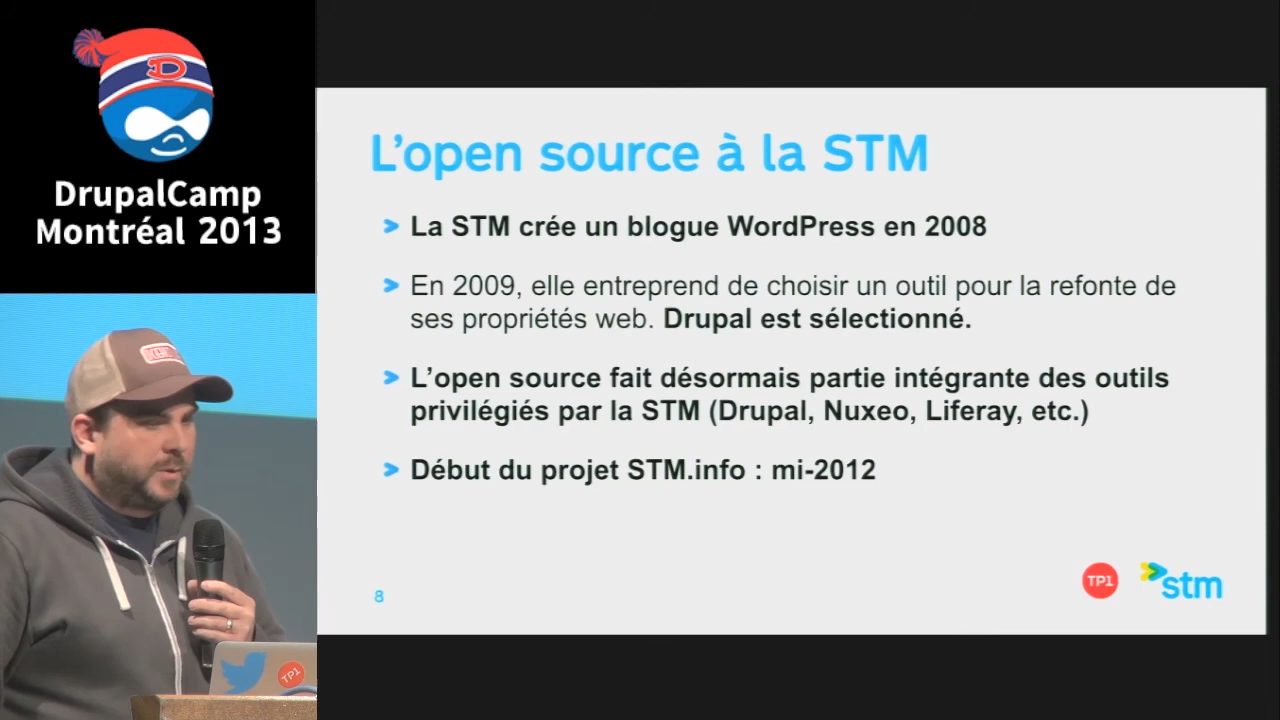 DrupalCamp
Montréal 2013
L'open source à la STM
La STM crée un blogue WordPress en 2008
En 2009, elle entreprend de choisir un outil pour la refonte de
ses propriétés web. Drupal est sélectionné.
L'open source fait désormais partie intégrante des outils
privilégiés par la STM (Drupal, Nuxeo, Liferay, etc.)
Début du projet STM.info : mi-2012
8
TP1
stm
TP1